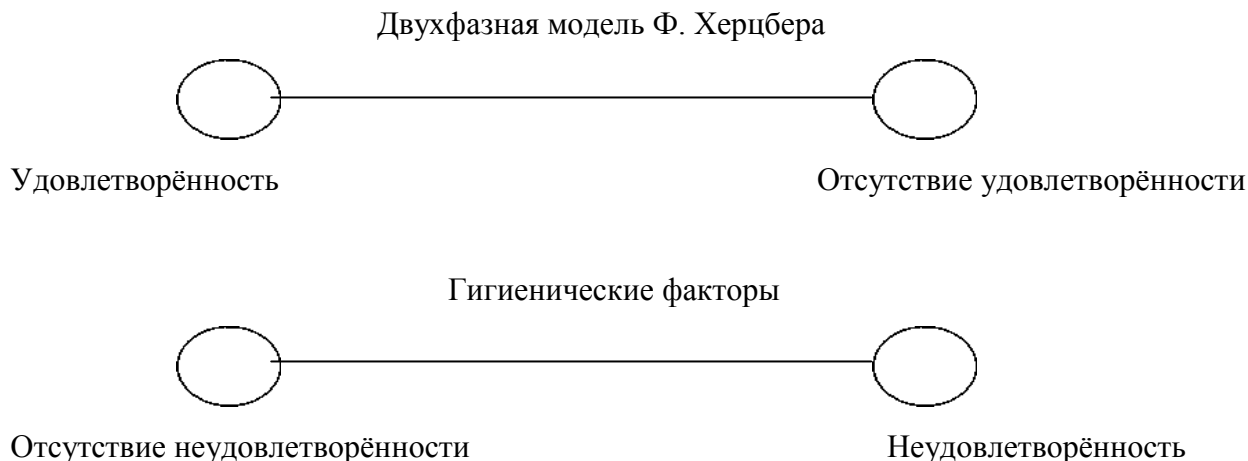 Двухфазная модель Ф. Херцбера
Удовлетворённость Отсутствие удовлетворённости
Гигиенические факторы
Отсутствие неудовлетворённости Неудовлетворённость